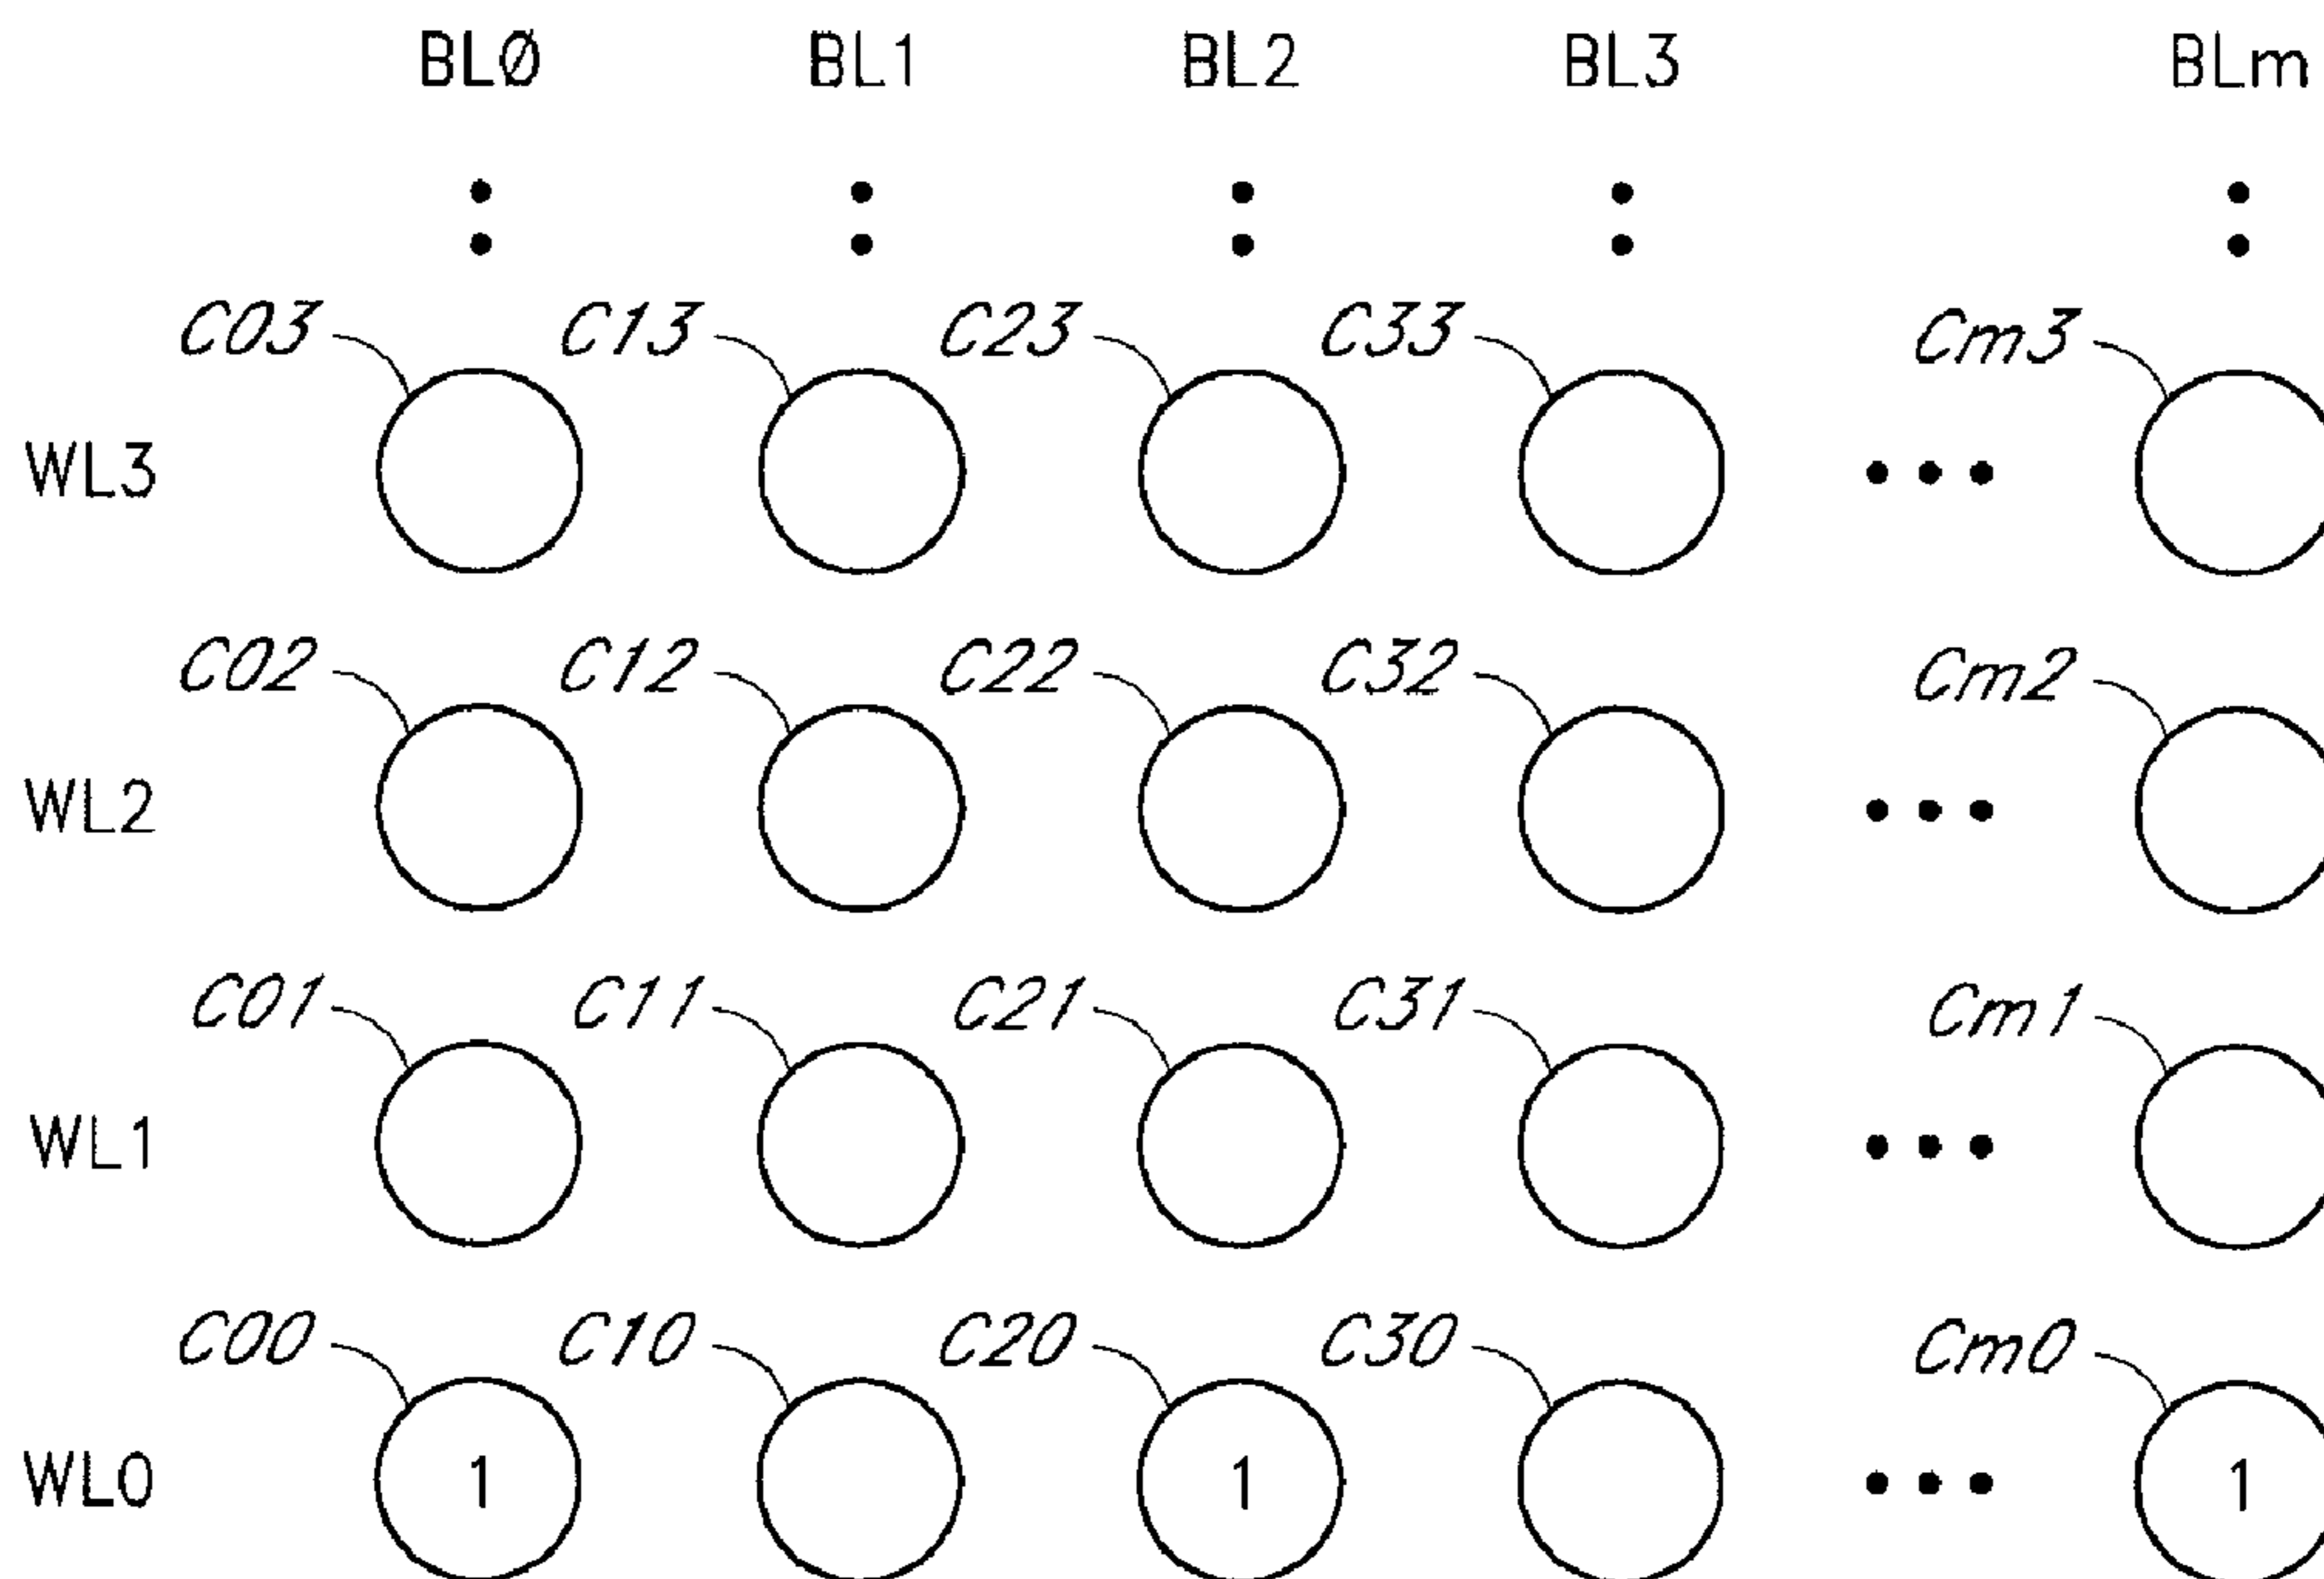 BLØ BL1 BL2 BL3 BLm
C03 C13 C23 C33 Cm3
WL3
C02 C12 C22 C32 Cm2
WL2
C01 C11 C21 C31 Cm1
WL1
C00 C10 C20 C30 Cm0
WL0 1 1 1